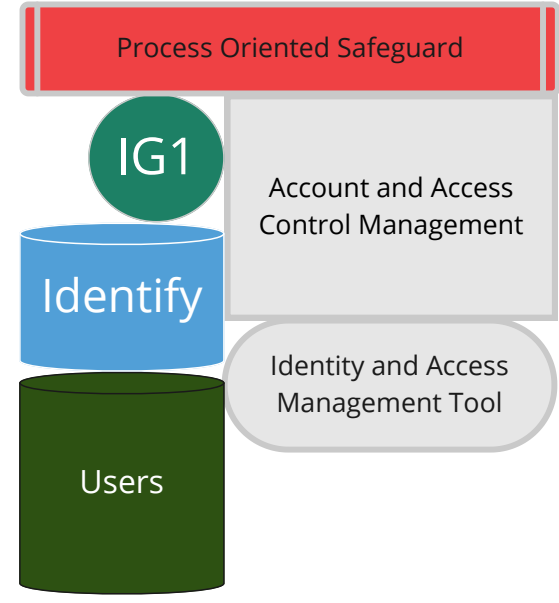 Process Oriented Safeguard
IG1
Account and Access
Control Management
Identify
Identity and Access
Management Tool
Users